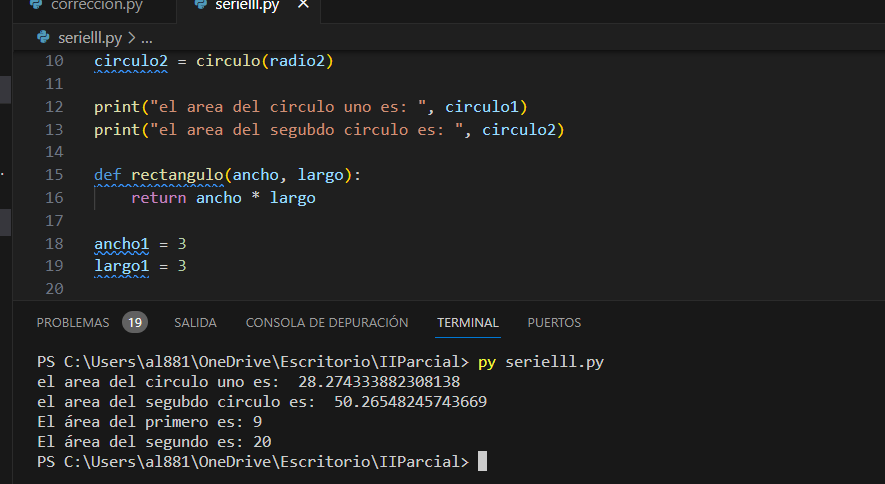 correccion.py serielll.py ×
serielll.py > ...
10 circulo2 = circulo(radio2)
11
12 print("el area del circulo uno es: ", circulo1)
13 print("el area del segubdo circulo es: ", circulo2)
14
15 def rectangulo(ancho, largo):
16     return ancho * largo
17
18 ancho1 = 3
19 largo1 = 3
20
PROBLEMAS 19 SALIDA CONSOLA DE DEPURACIÓN TERMINAL PUERTOS
PS C:\Users\al881\OneDrive\Escritorio\IIParcial> py serielll.py
el area del circulo uno es:  28.274333882308138
el area del segubdo circulo es:  50.26548245743669
El área del primero es: 9
El área del segundo es: 20
PS C:\Users\al881\OneDrive\Escritorio\IIParcial>